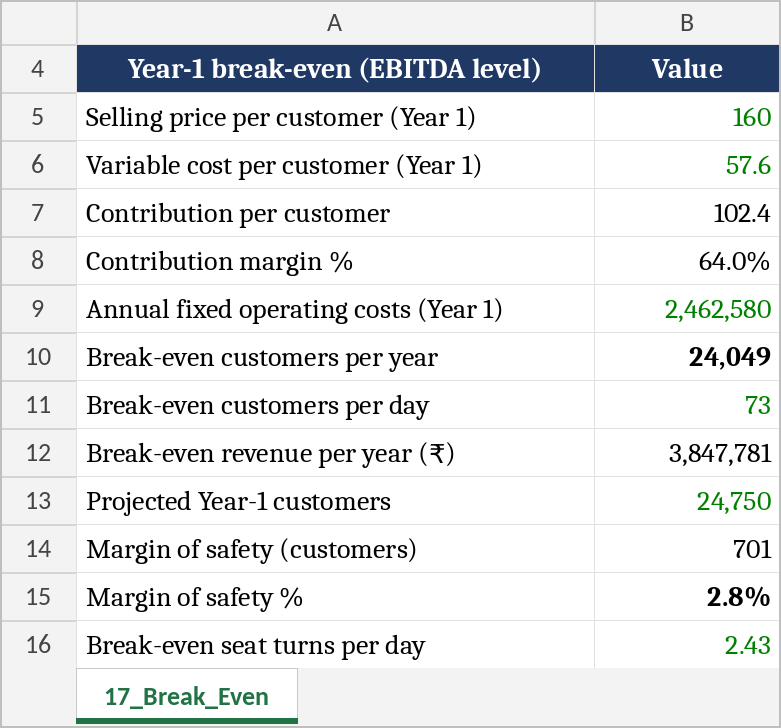 A B
4 Year-1 break-even (EBITDA level) Value
5 Selling price per customer (Year 1) 160
6 Variable cost per customer (Year 1) 57.6
7 Contribution per customer 102.4
8 Contribution margin % 64.0%
9 Annual fixed operating costs (Year 1) 2,462,580
10 Break-even customers per year 24,049
11 Break-even customers per day 73
12 Break-even revenue per year (₹) 3,847,781
13 Projected Year-1 customers 24,750
14 Margin of safety (customers) 701
15 Margin of safety % 2.8%
16 Break-even seat turns per day 2.43
17_Break_Even